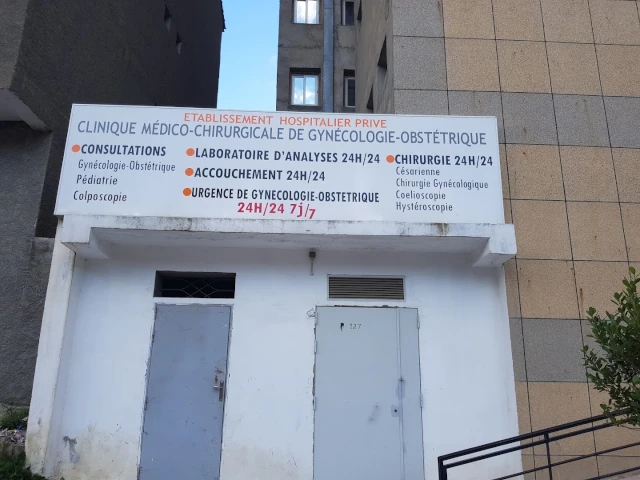 ETABLISSEMENT HOSPITALIER PRIVE
CLINIQUE MÉDICO-CHIRURGICALE DE GYNÉCOLOGIE-OBSTÉTRIQUE
CONSULTATIONS
Gynécologie-Obstétrique
Pédiatrie
Colposcopie
LABORATOIRE D'ANALYSES 24H/24
ACCOUCHEMENT 24H/24
URGENCE DE GYNECOLOGIE-OBSTETRIQUE
24H/24 7j/7
CHIRURGIE 24H/24
Césarienne
Chirurgie Gynécologique
Coelioscopie
Hystéroscopie
P 127